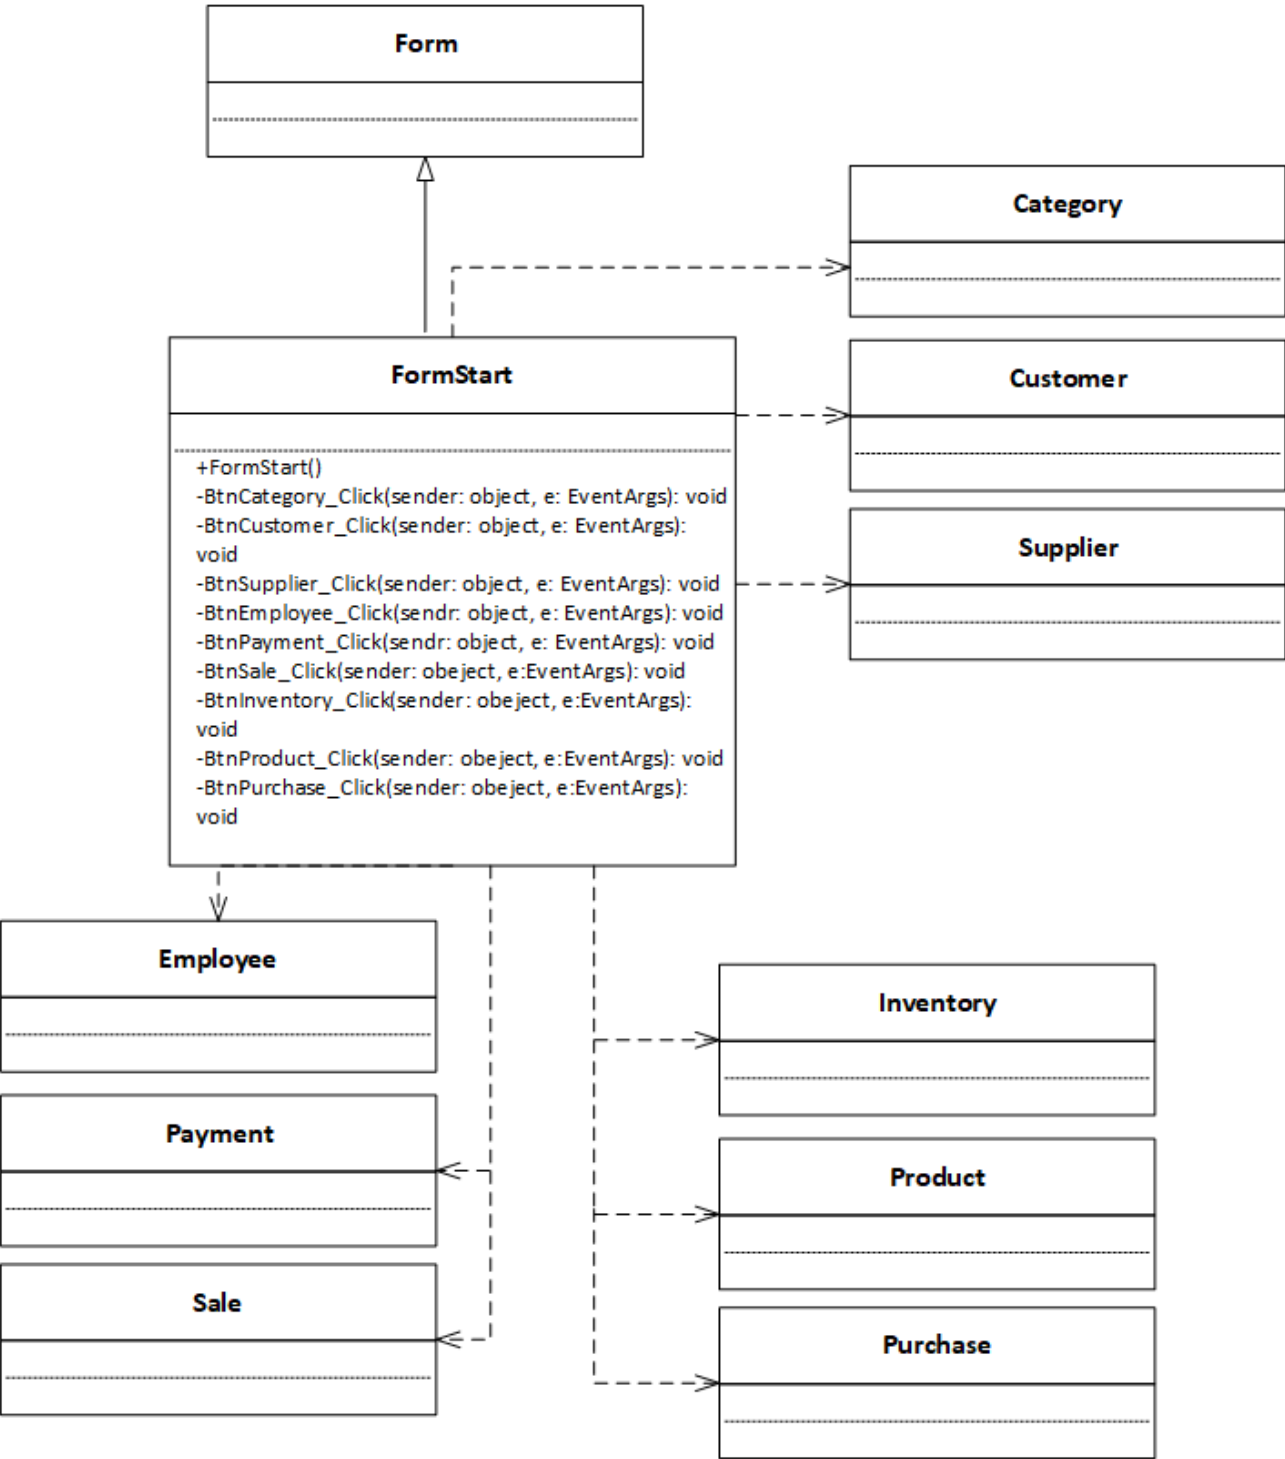 Form
Category
FormStart
Customer
+FormStart()
-BtnCategory_Click(sender: object, e: EventArgs): void
-BtnCustomer_Click(sender: object, e: EventArgs):
void
-BtnSupplier_Click(sender: object, e: EventArgs): void
-BtnEmployee_Click(sendr: object, e: EventArgs): void
-BtnPayment_Click(sendr: object, e: EventArgs): void
-BtnSale_Click(sender: obeject, e:EventArgs): void
-BtnInventory_Click(sender: obeject, e:EventArgs):
void
-BtnProduct_Click(sender: obeject, e:EventArgs): void
-BtnPurchase_Click(sender: obeject, e:EventArgs):
void
Supplier
Employee
Inventory
Payment
Product
Sale
Purchase